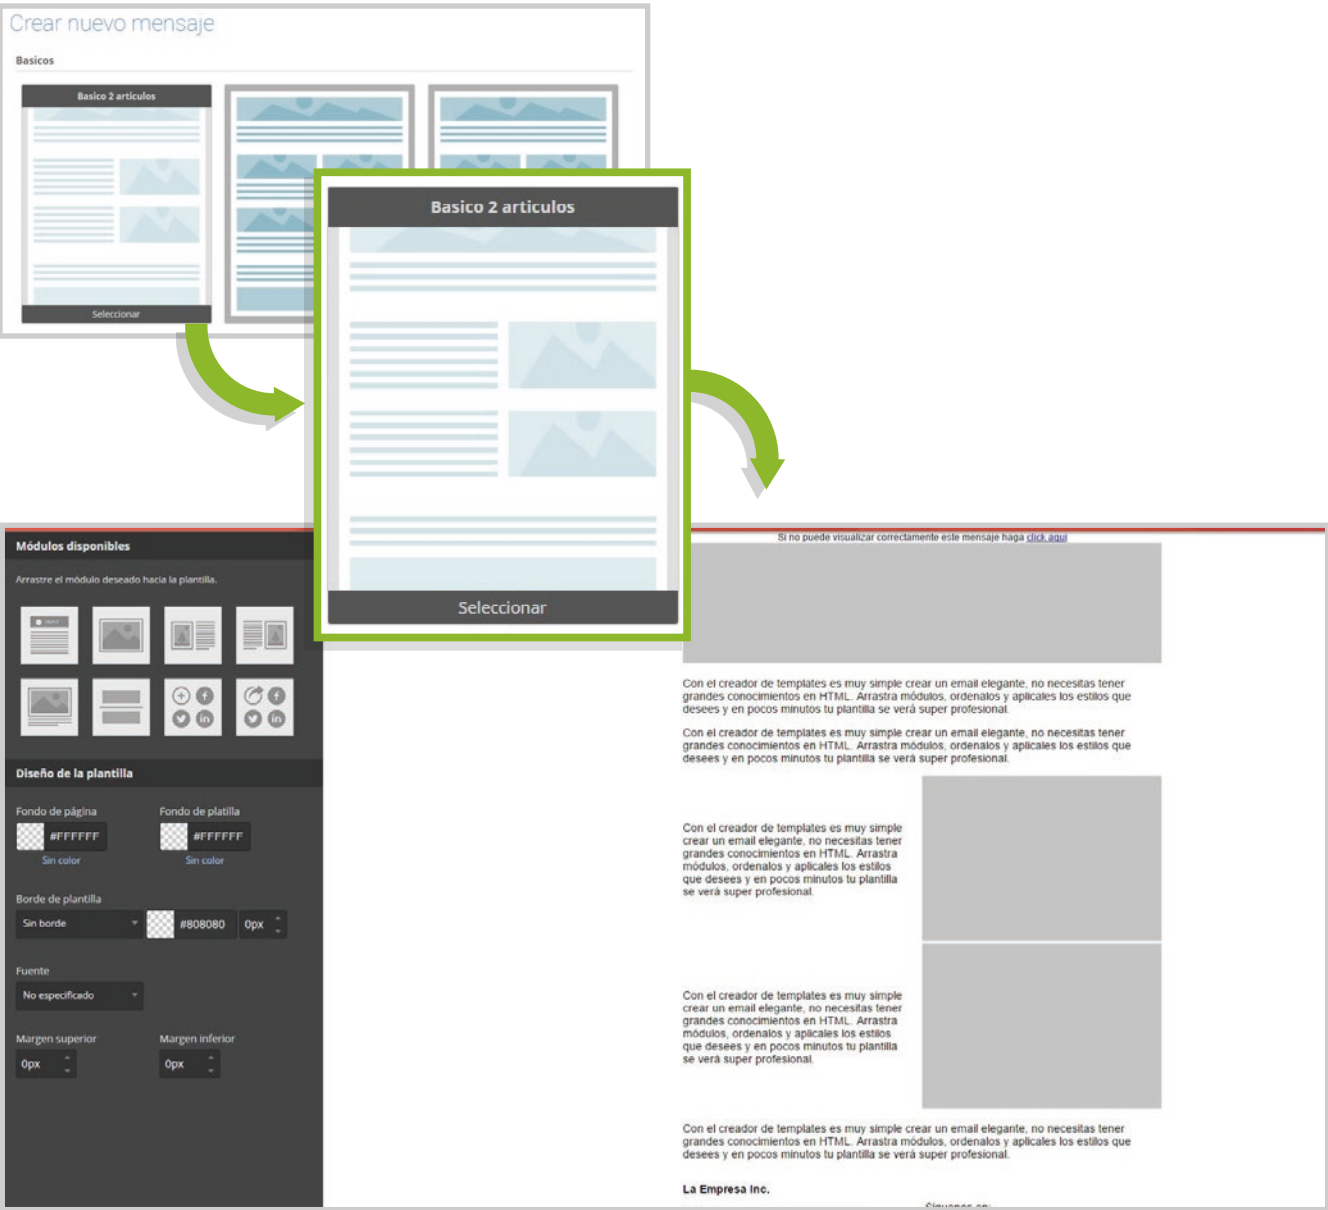 Crear nuevo mensaje
Basicos
Basico 2 articulos
Seleccionar
Basico 2 articulos
Seleccionar
Módulos disponibles
Arrastre el módulo deseado hacia la plantilla.
Diseño de la plantilla
Fondo de página Fondo de platilla
#FFFFFF #FFFFFF
Sin color Sin color
Borde de plantilla
Sin borde #808080 0px
Fuente
No especificado
Margen superior Margen inferior
0px 0px
Si no puede visualizar correctamente este mensaje haga click aquí
Con el creador de templates es muy simple crear un email elegante, no necesitas tener
grandes conocimientos en HTML. Arrastra módulos, ordenalos y aplicales los estilos que
desees y en pocos minutos tu plantilla se verá super profesional.
Con el creador de templates es muy simple crear un email elegante, no necesitas tener
grandes conocimientos en HTML. Arrastra módulos, ordenalos y aplicales los estilos que
desees y en pocos minutos tu plantilla se verá super profesional.
Con el creador de templates es muy simple
crear un email elegante, no necesitas tener
grandes conocimientos en HTML. Arrastra
módulos, ordenalos y aplicales los estilos
que desees y en pocos minutos tu plantilla
se verá super profesional.
Con el creador de templates es muy simple
crear un email elegante, no necesitas tener
grandes conocimientos en HTML. Arrastra
módulos, ordenalos y aplicales los estilos
que desees y en pocos minutos tu plantilla
se verá super profesional.
Con el creador de templates es muy simple crear un email elegante, no necesitas tener
grandes conocimientos en HTML. Arrastra módulos, ordenalos y aplicales los estilos que
desees y en pocos minutos tu plantilla se verá super profesional.
La Empresa Inc.